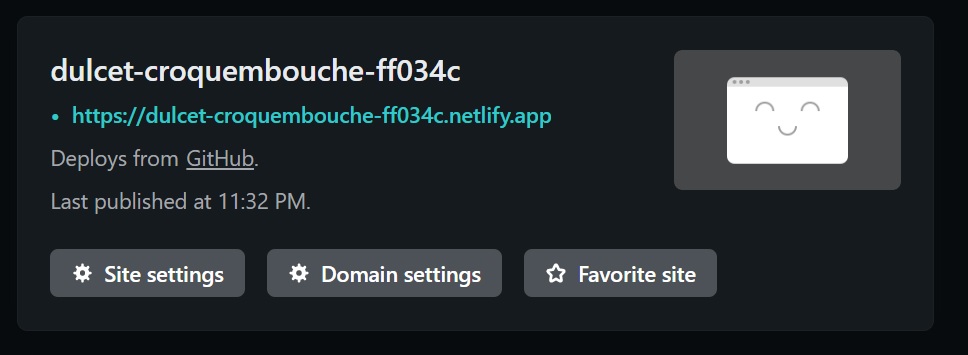 dulcet-croquembouche-ff034c
• https://dulcet-croquembouche-ff034c.netlify.app
Deploys from GitHub.
Last published at 11:32 PM.
Site settings
Domain settings
Favorite site